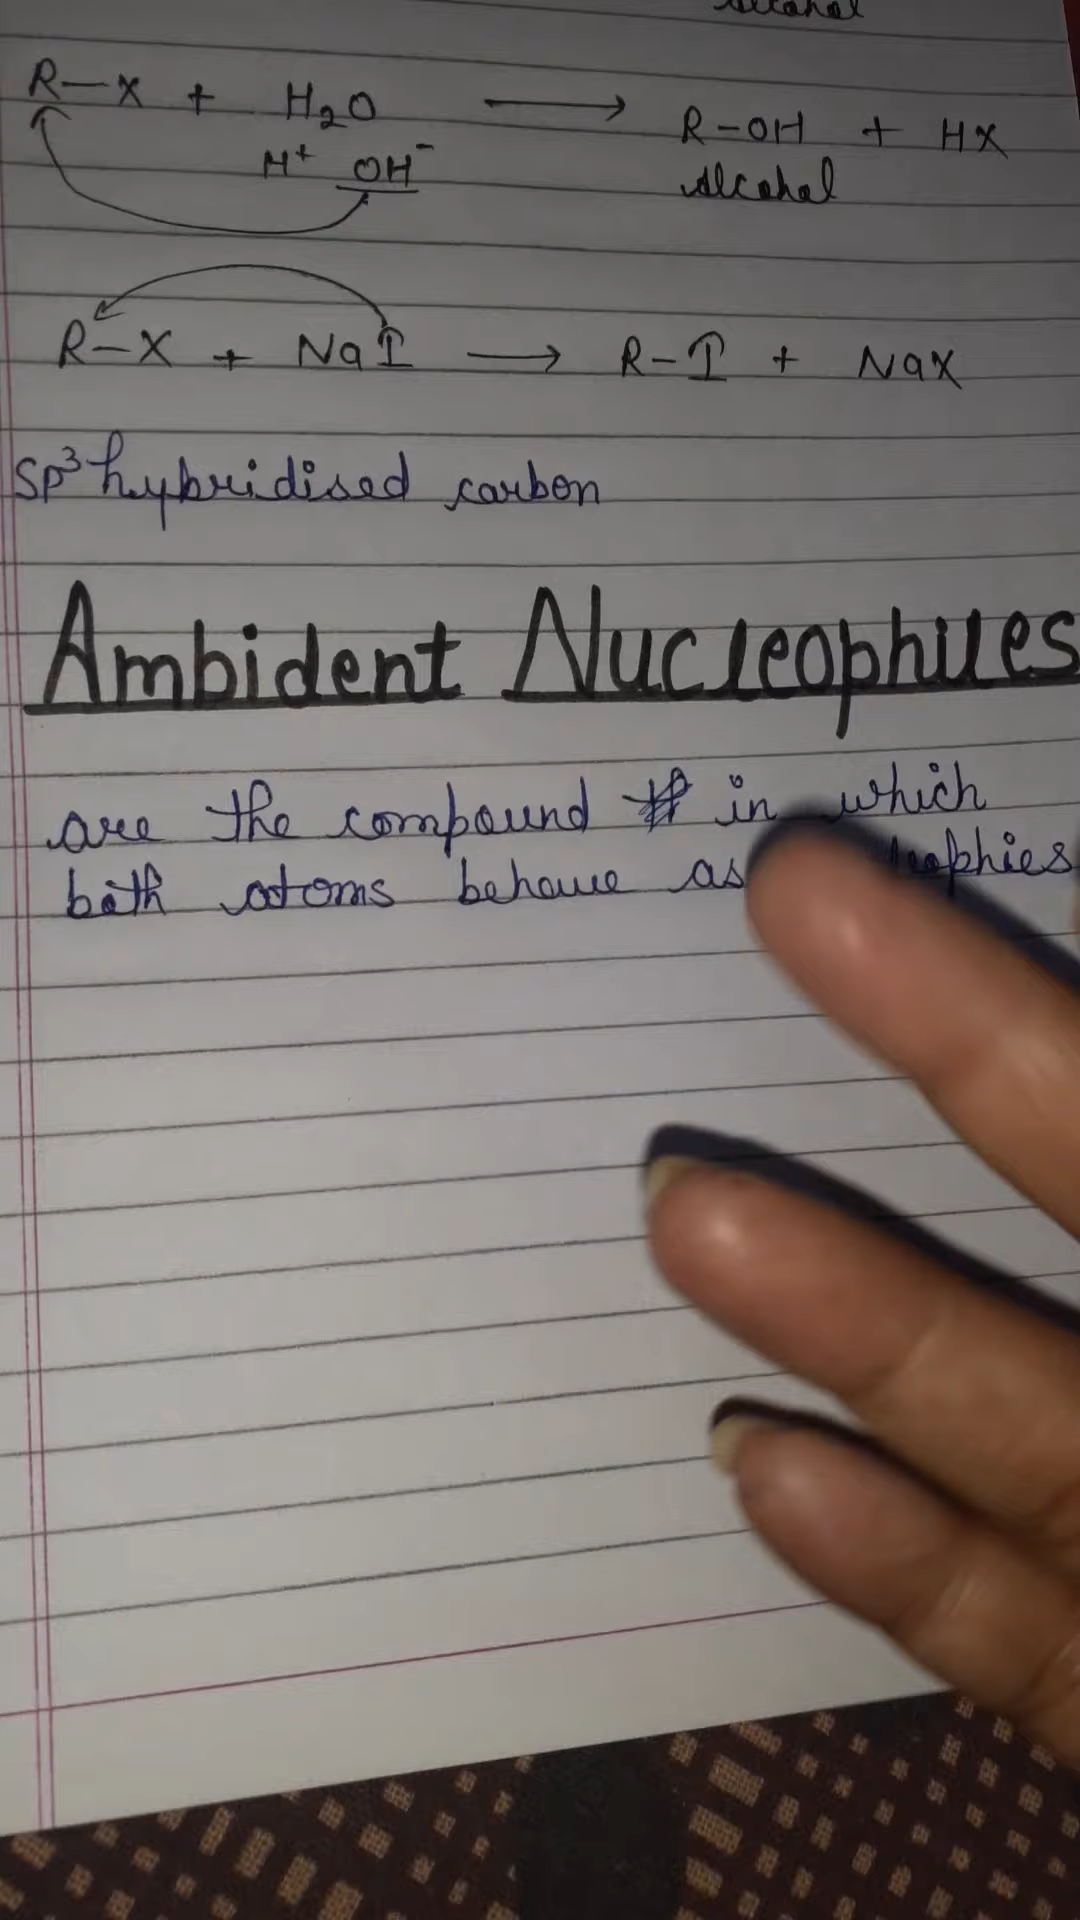 R—X + H₂O ⟶ R-OH + HX
H⁺ OH⁻ Alcohal
R-X + NaI ⟶ R-I + NaX
SP³ hybridised carbon
Ambident Nucleophiles
are the compound in which
both atoms behave as